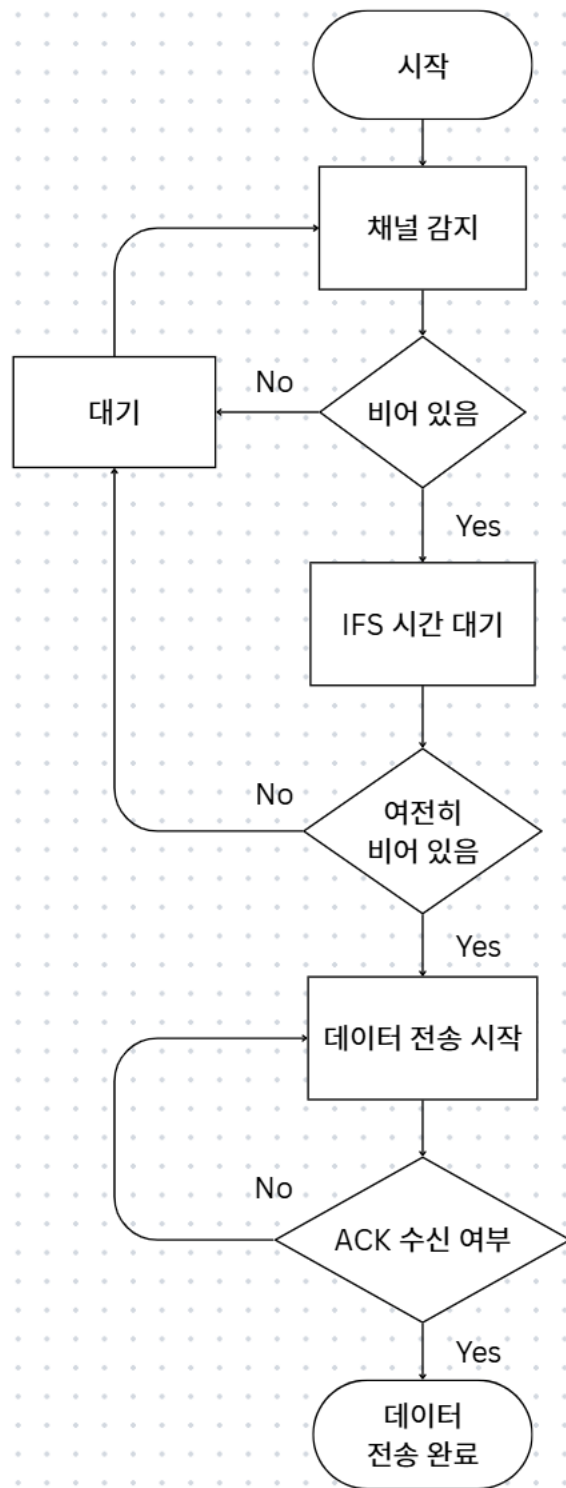 시작
채널 감지
비어 있음
No
대기
Yes
IFS 시간 대기
여전히
비어 있음
No
Yes
데이터 전송 시작
No
ACK 수신 여부
Yes
데이터
전송 완료